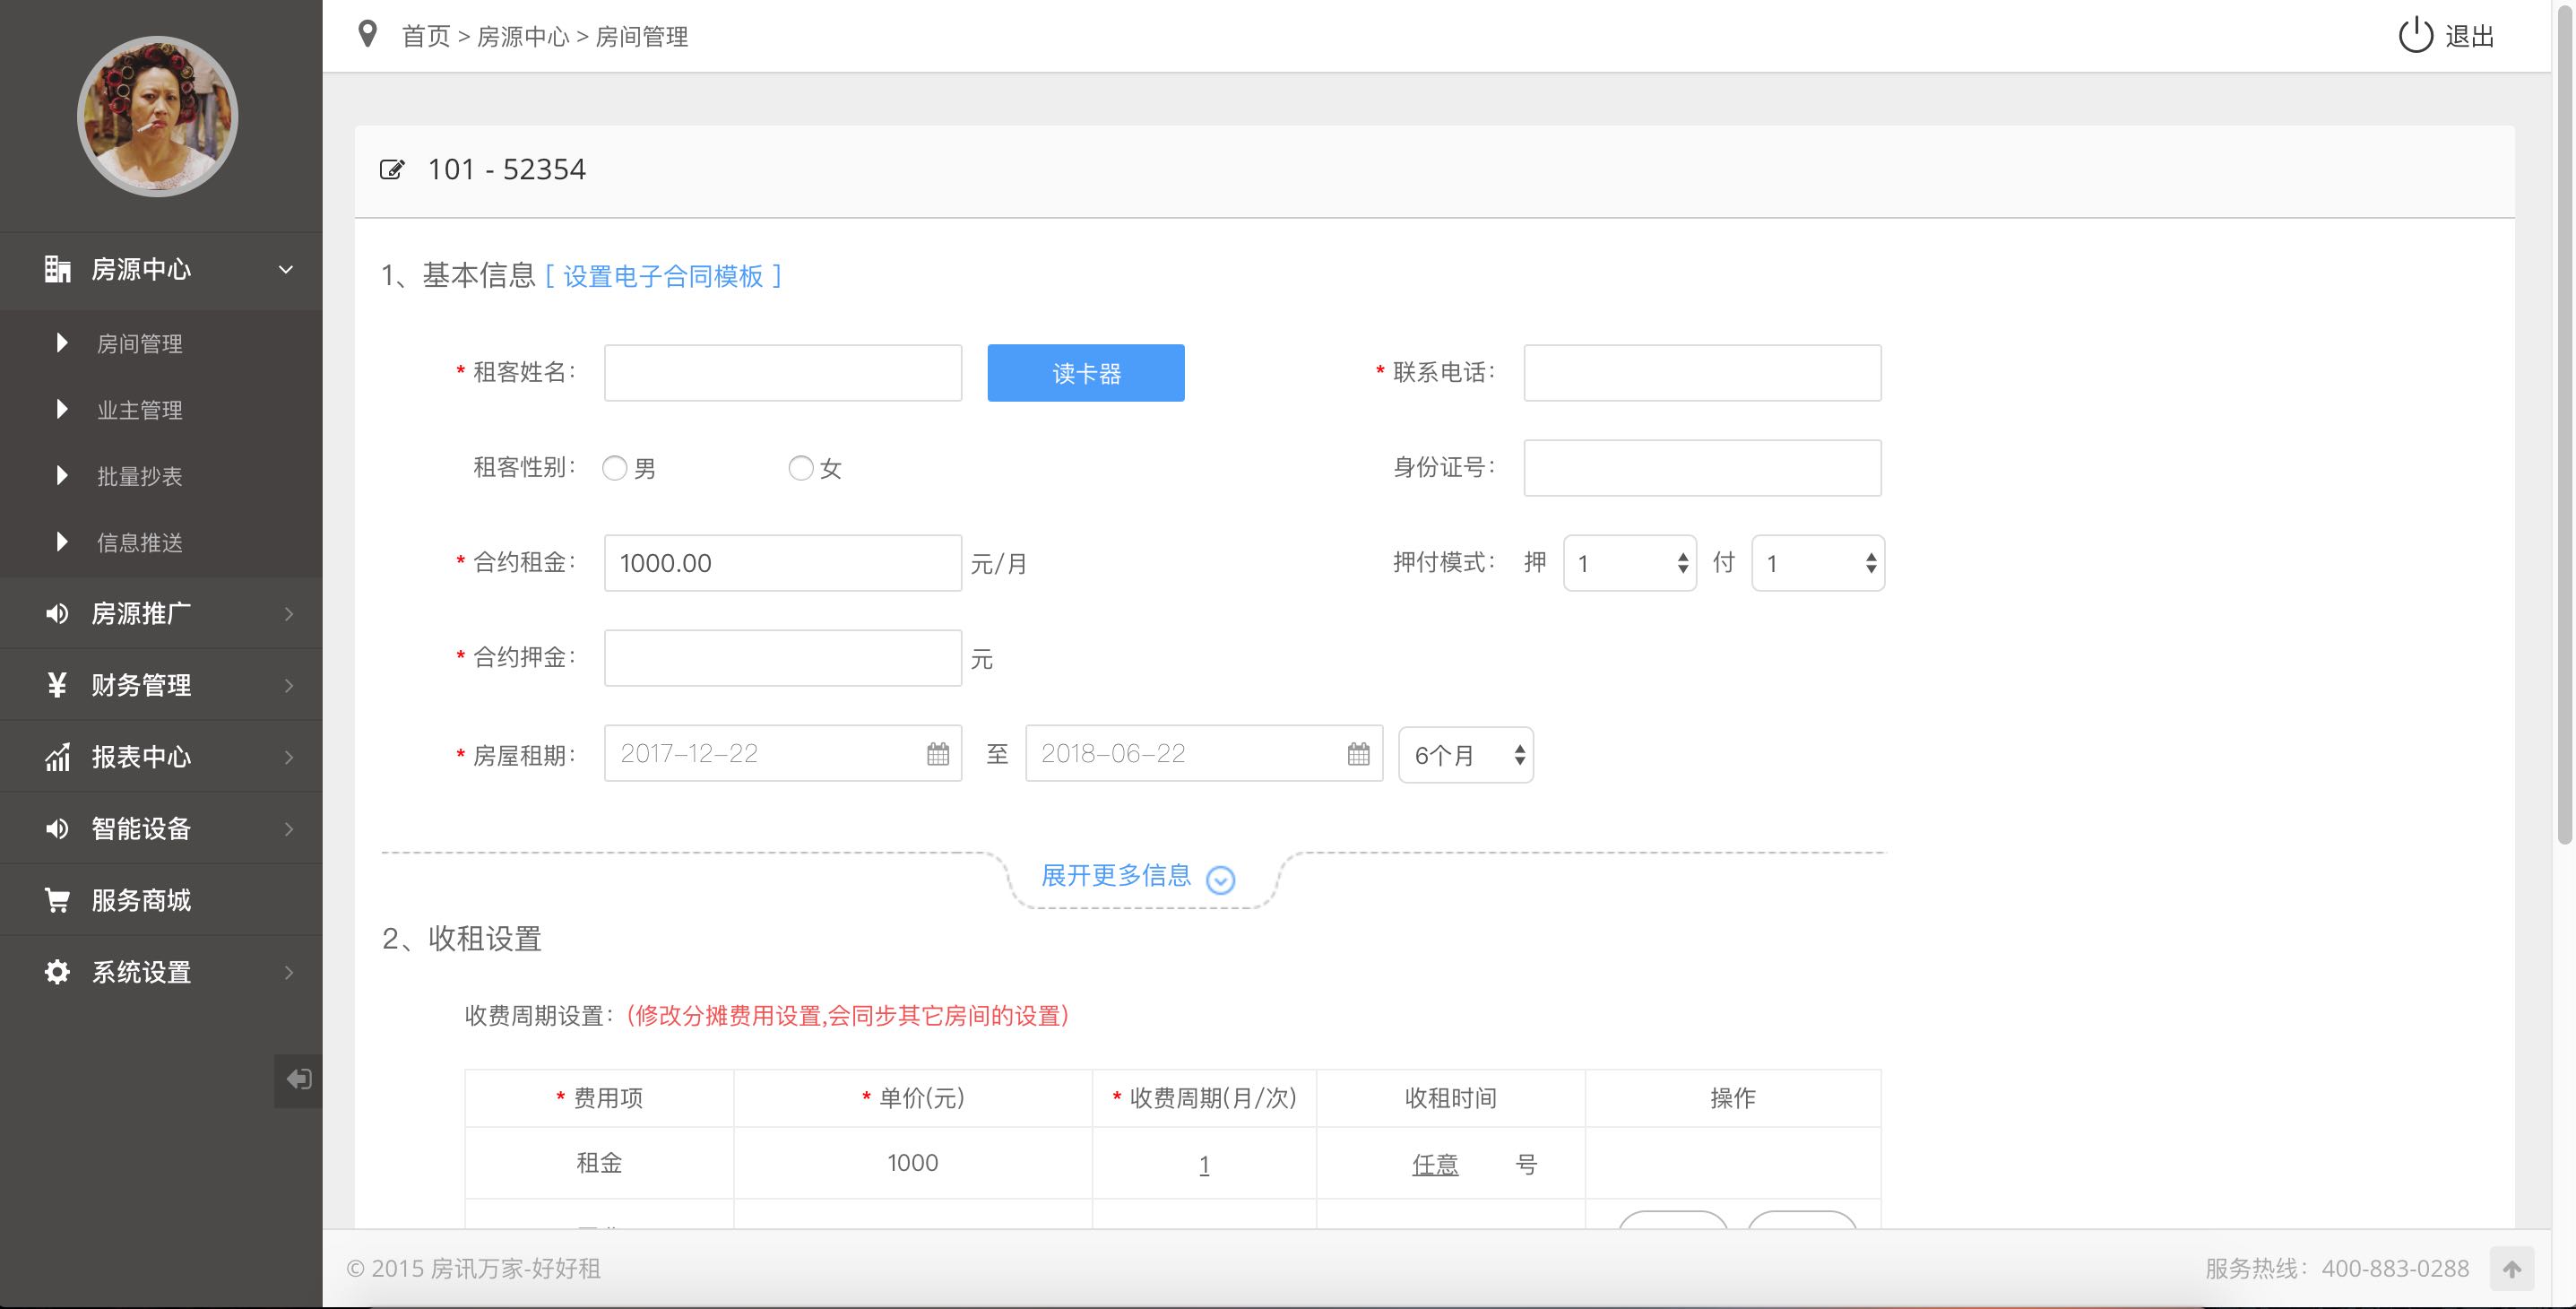 首页 > 房源中心 > 房间管理
退出
房源中心
房间管理
业主管理
批量抄表
信息推送
房源推广
财务管理
报表中心
智能设备
服务商城
系统设置
101 - 52354
1、基本信息 [ 设置电子合同模板 ]
* 租客姓名: 读卡器 * 联系电话:
租客性别: 男 女 身份证号:
* 合约租金: 1000.00 元/月 押付模式: 押 1 付 1
* 合约押金: 元
* 房屋租期: 2017-12-22 至 2018-06-22 6个月
展开更多信息
2、收租设置
收费周期设置: (修改分摊费用设置,会同步其它房间的设置)
* 费用项 * 单价(元) * 收费周期(月/次) 收租时间 操作
租金 1000 1 任意 号
© 2015 房讯万家-好好租
服务热线: 400-883-0288